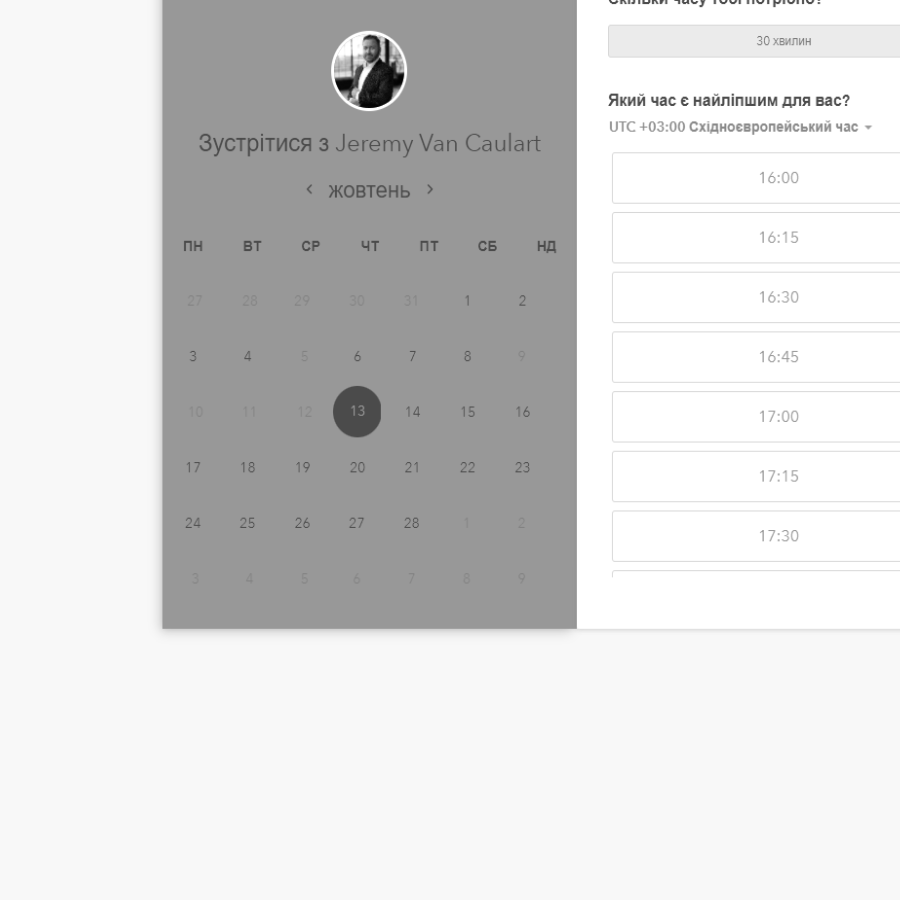 Зустрітися з Jeremy Van Caulart
жовтень
ПН ВТ СР ЧТ ПТ СБ НД
27 28 29 30 31 1 2
3 4 5 6 7 8 9
10 11 12 13 14 15 16
17 18 19 20 21 22 23
24 25 26 27 28 1 2
3 4 5 6 7 8 9
Скільки часу тобі потрібно?
30 хвилин
Який час є найліпшим для вас?
UTC +03:00 Східноєвропейський час
16:00
16:15
16:30
16:45
17:00
17:15
17:30